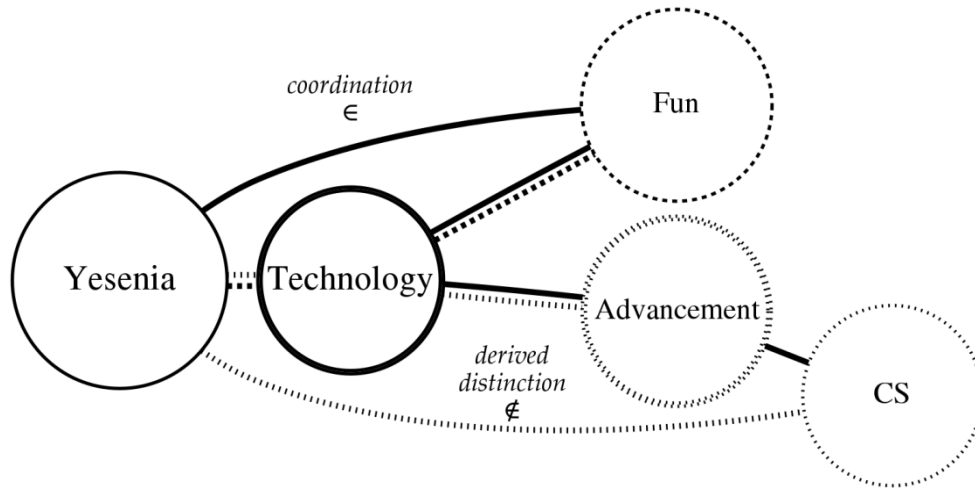 coordination
∈
Fun
Yesenia
Technology
Advancement
derived
distinction
∉
CS